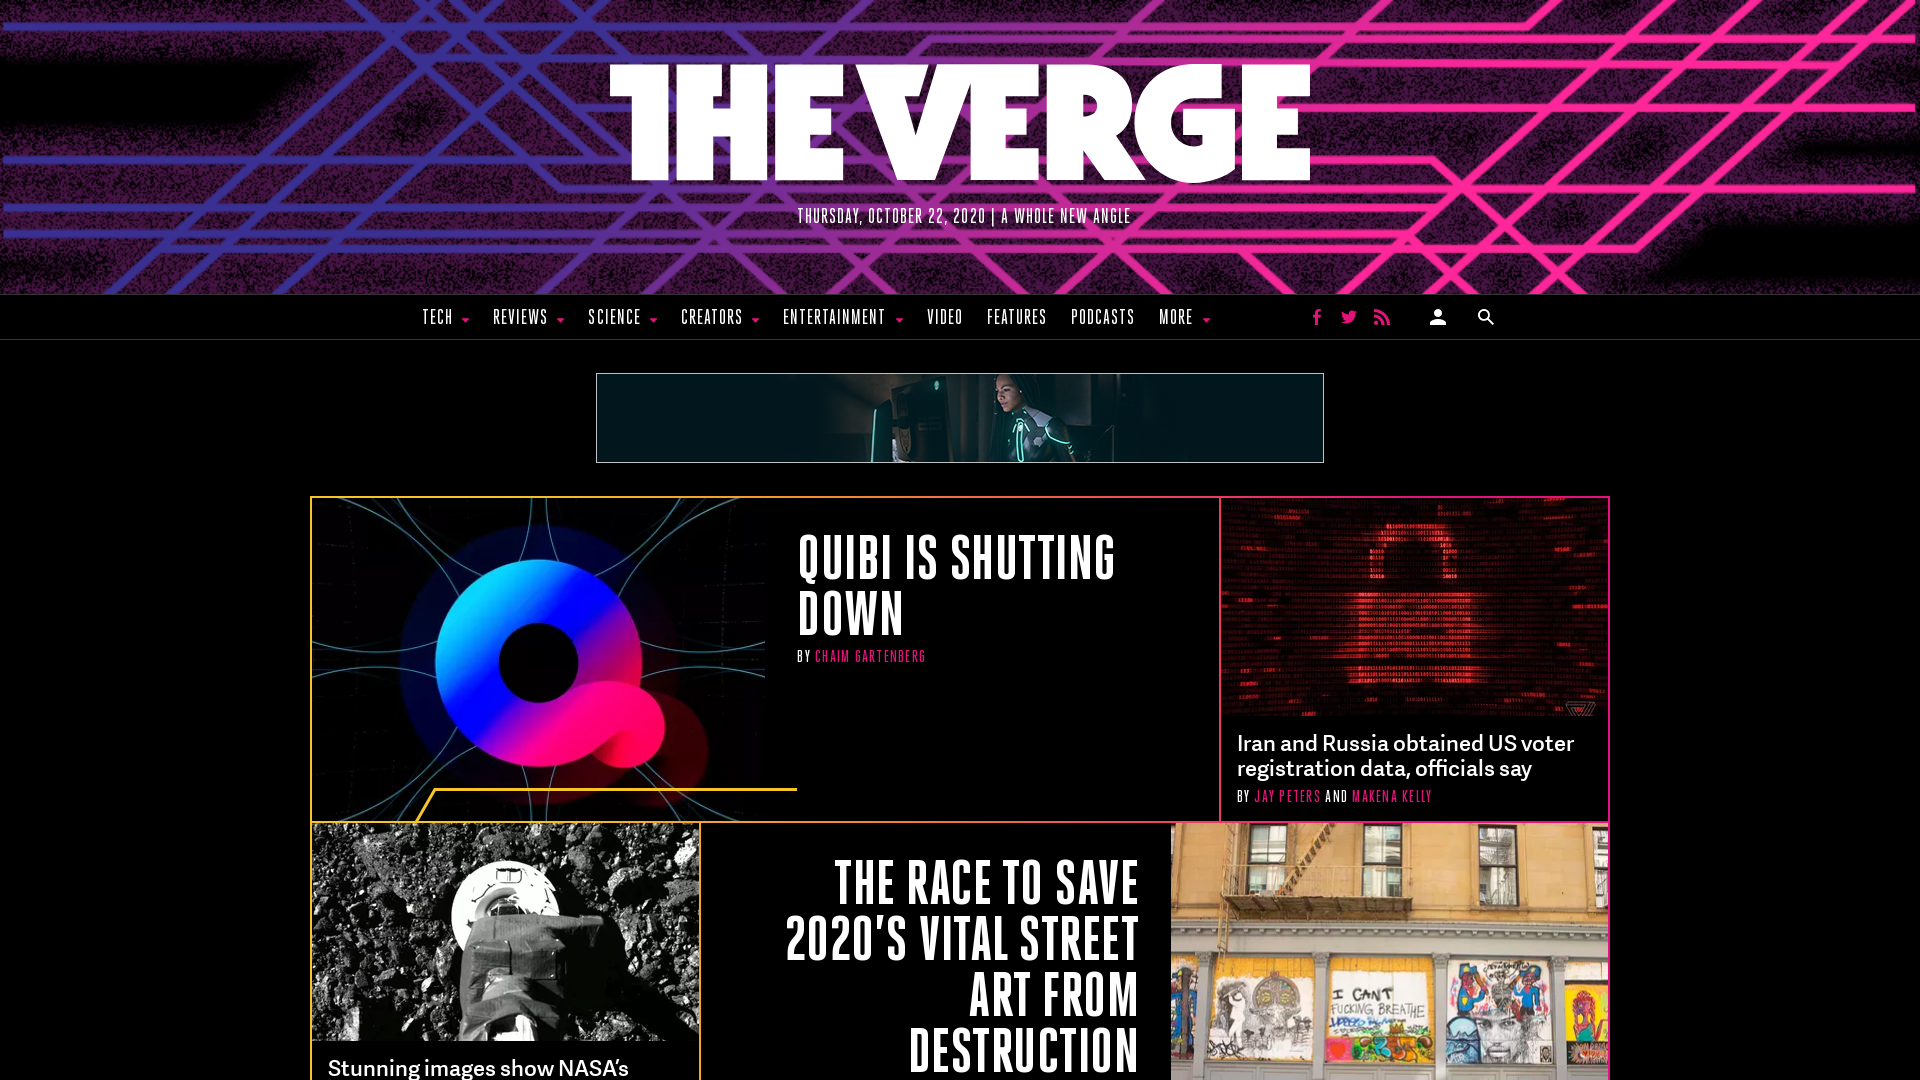 THE VERGE
THURSDAY, OCTOBER 22, 2020 | A WHOLE NEW ANGLE
TECH REVIEWS SCIENCE CREATORS ENTERTAINMENT VIDEO FEATURES PODCASTS MORE
QUIBI IS SHUTTING
DOWN
BY CHAIM GARTENBERG
Iran and Russia obtained US voter
registration data, officials say
BY JAY PETERS AND MAKENA KELLY
Stunning images show NASA’s
THE RACE TO SAVE
2020’S VITAL STREET
ART FROM
DESTRUCTION
I CANT
FUCKING BREATHE